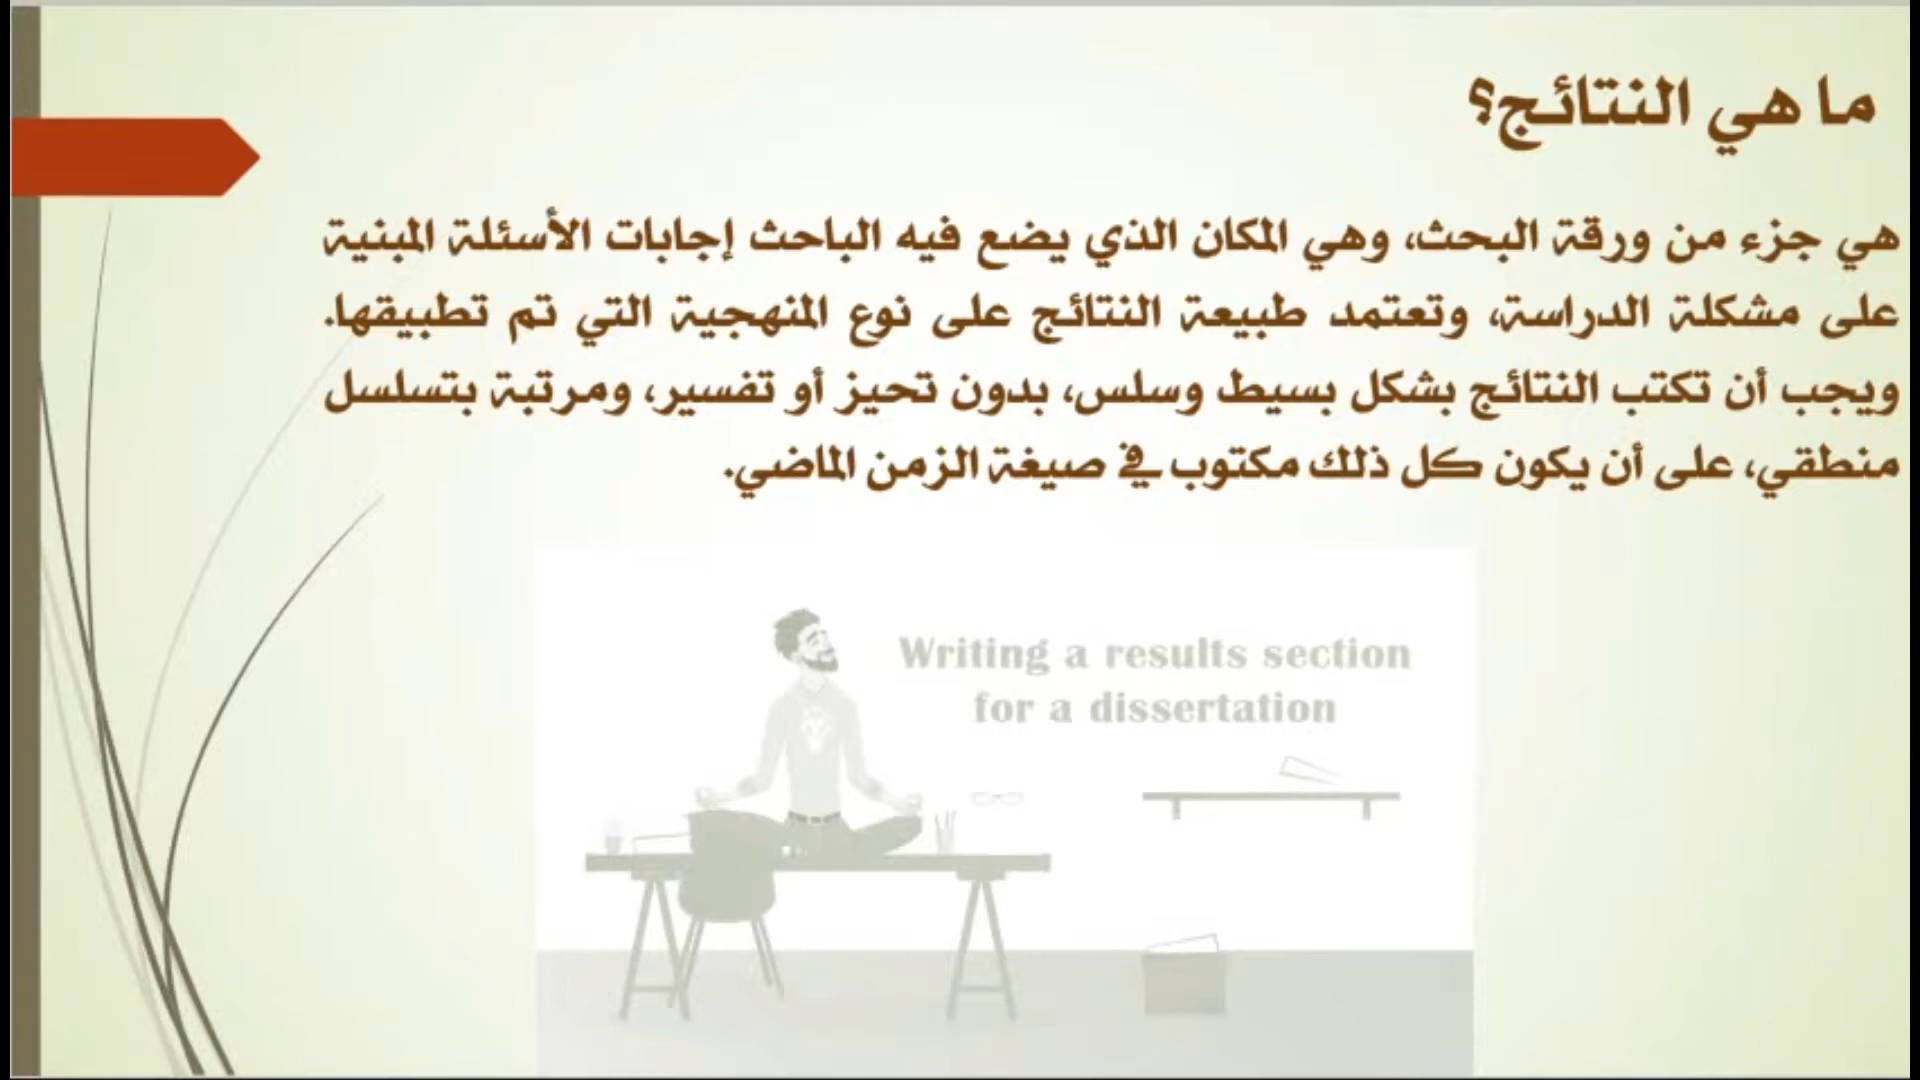 ما هي النتائج؟
هي جزء من ورقة البحث، وهي المكان الذي يضع فيه الباحث إجابات الأسئلة المبنية
على مشكلة الدراسة، وتعتمد طبيعة النتائج على نوع المنهجية التي تم تطبيقها.
ويجب أن تكتب النتائج بشكل بسيط وسلس، بدون تحيز أو تفسير، ومرتبة بتسلسل
منطقي، على أن يكون كل ذلك مكتوب في صيغة الزمن الماضي.
Writing a results section
for a dissertation